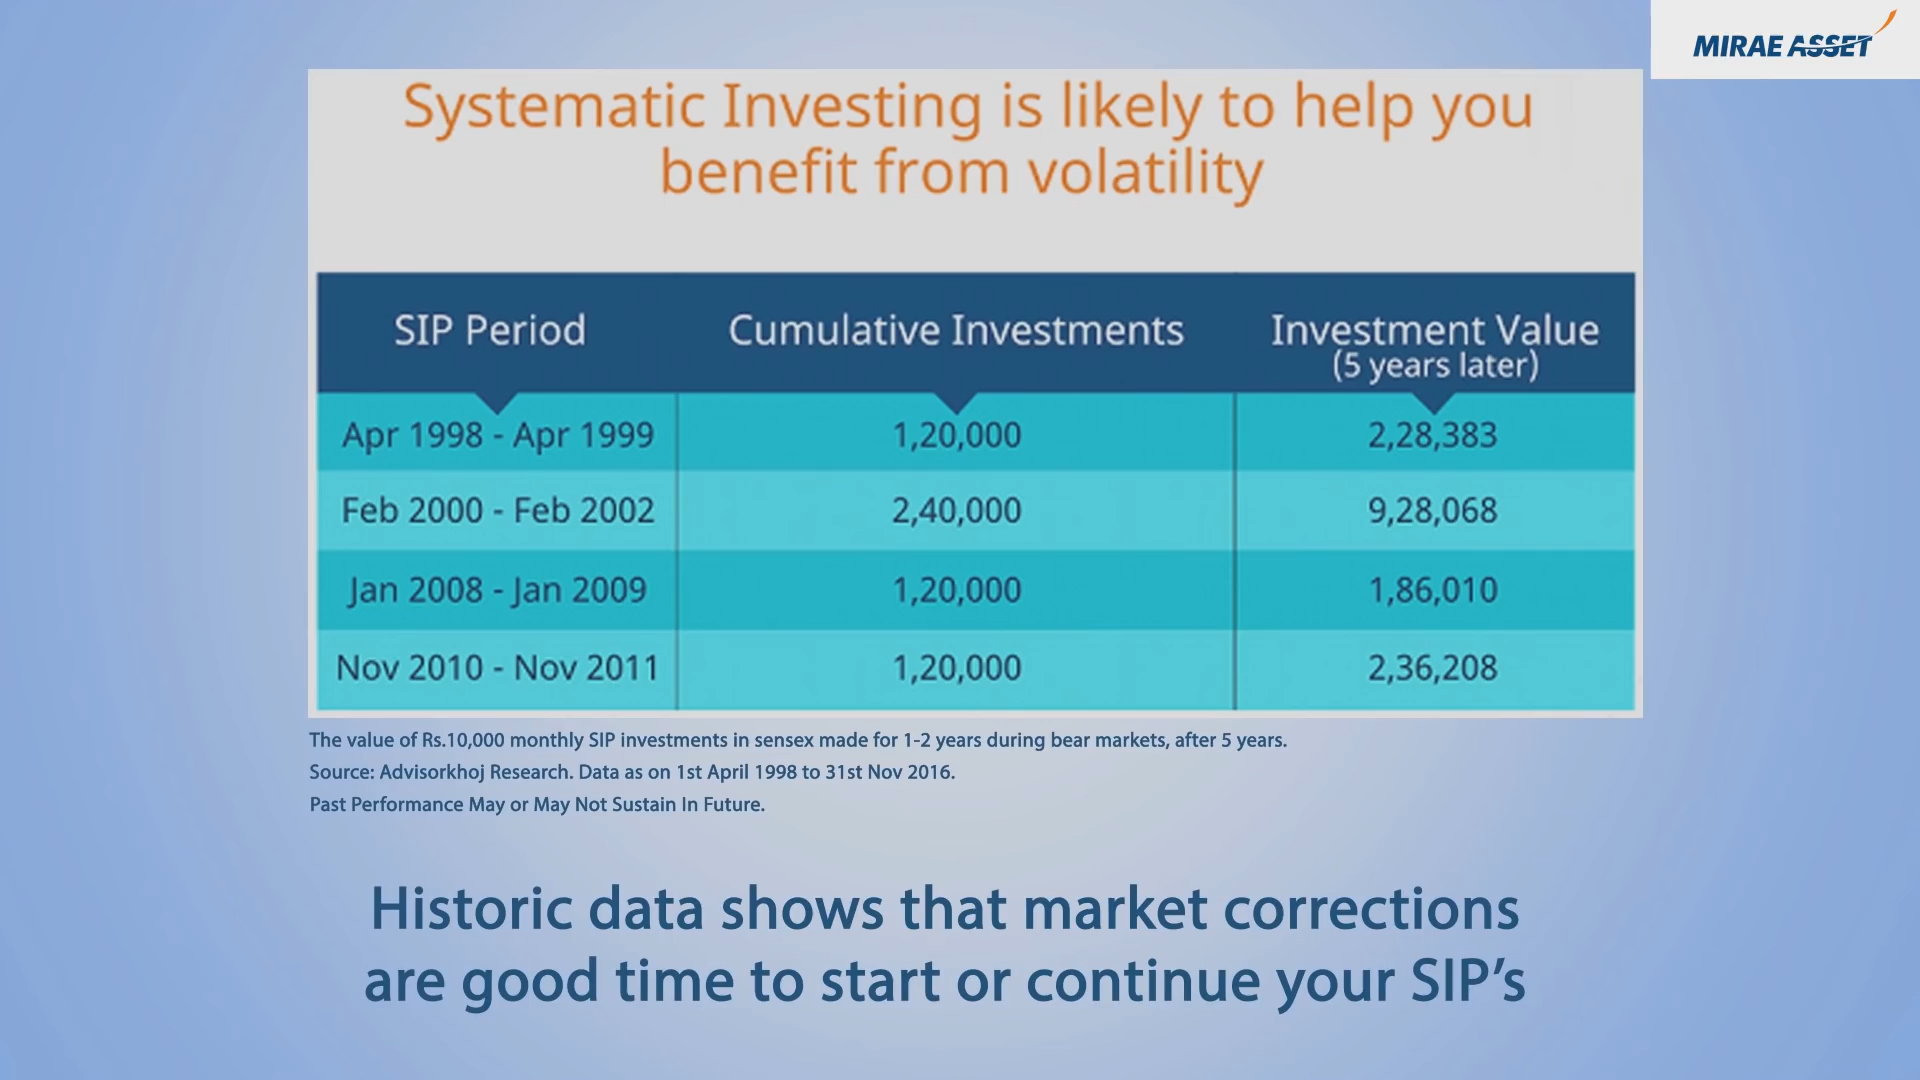 MIRAE ASSET
Systematic Investing is likely to help you
benefit from volatility
SIP Period Cumulative Investments Investment Value
(5 years later)
Apr 1998 - Apr 1999 1,20,000 2,28,383
Feb 2000 - Feb 2002 2,40,000 9,28,068
Jan 2008 - Jan 2009 1,20,000 1,86,010
Nov 2010 - Nov 2011 1,20,000 2,36,208
The value of Rs.10,000 monthly SIP investments in sensex made for 1-2 years during bear markets, after 5 years.
Source: Advisorkhoj Research. Data as on 1st April 1998 to 31st Nov 2016.
Past Performance May or May Not Sustain In Future.
Historic data shows that market corrections
are good time to start or continue your SIP’s